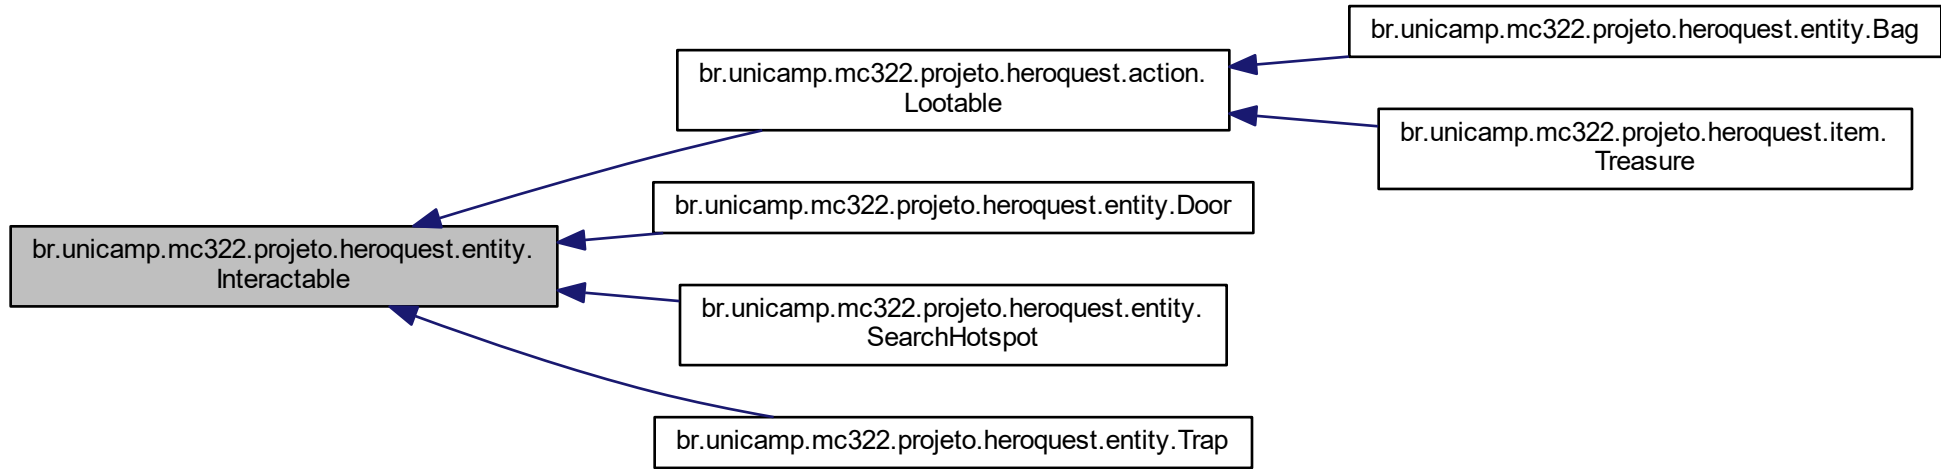 br.unicamp.mc322.projeto.heroquest.entity.
Interactable
br.unicamp.mc322.projeto.heroquest.action.
Lootable
br.unicamp.mc322.projeto.heroquest.entity.Bag
br.unicamp.mc322.projeto.heroquest.item.
Treasure
br.unicamp.mc322.projeto.heroquest.entity.Door
br.unicamp.mc322.projeto.heroquest.entity.
SearchHotspot
br.unicamp.mc322.projeto.heroquest.entity.Trap